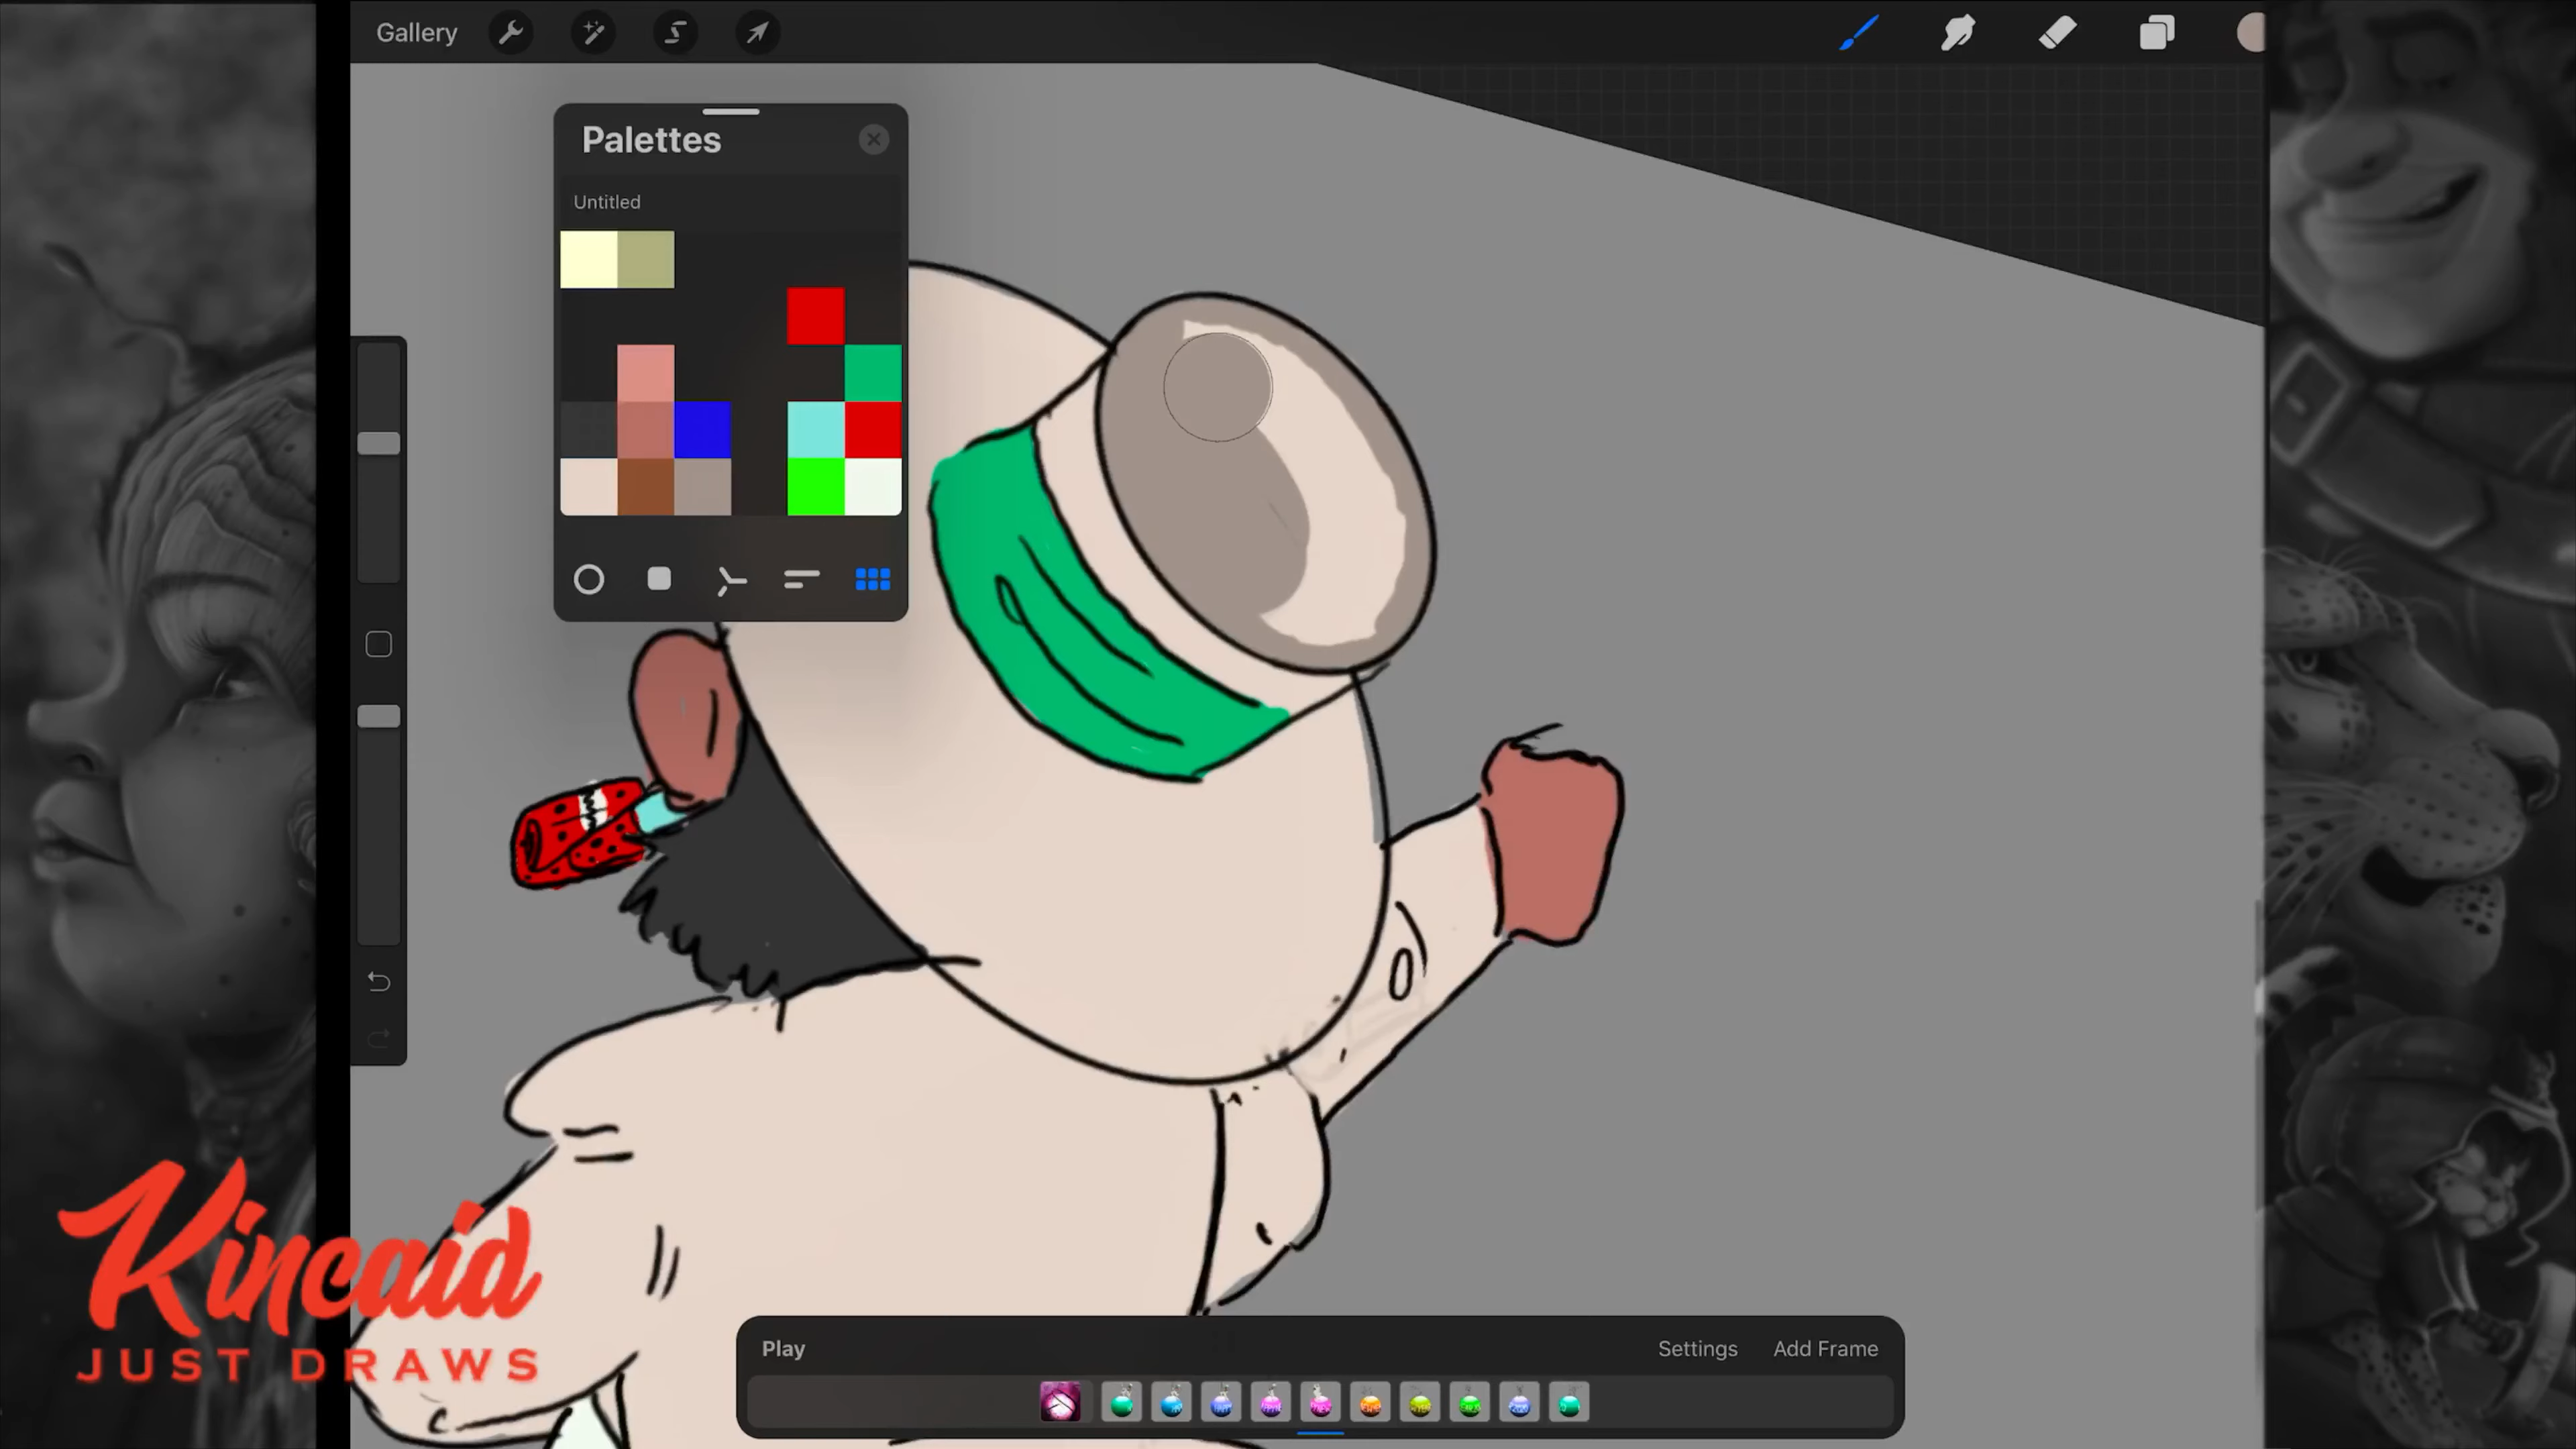 Gallery
Palettes
Untitled
Kincaid
JUST DRAWS
Play
Settings
Add Frame